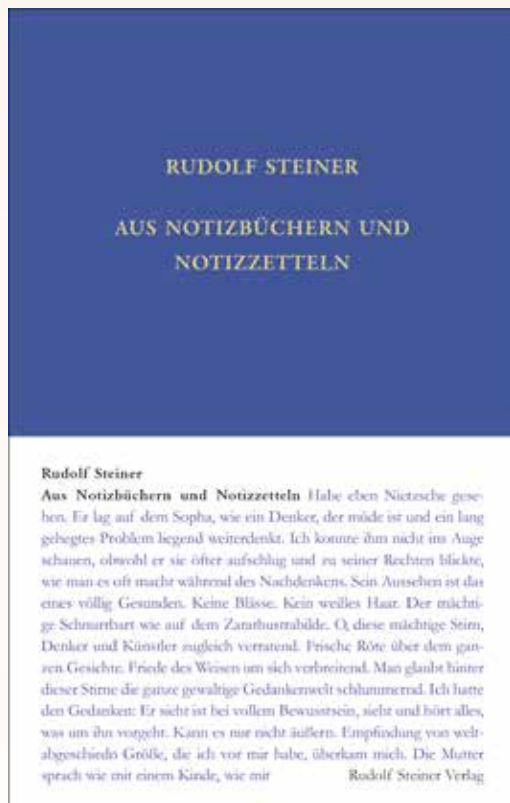 RUDOLF STEINER
AUS NOTIZBÜCHERN UND
NOTIZZETTELN
Rudolf Steiner
Aus Notizbüchern und Notizzetteln Habe eben Nietzsche gese-
hen. Er lag auf dem Sopha, wie ein Denker, der müde ist und ein lang
gehegtes Problem liegend weiterdenkt. Ich konnte ihm nicht ins Auge
schauen, obwohl er sie öfter aufschlug und zu seiner Rechten blickte,
wie man es oft macht während des Nachdenkens. Sein Aussehen ist das
eines völlig Gesunden. Keine Blässe. Kein weißes Haar. Der mächti-
ge Schnurrbart wie auf dem Zarathustrabilde. O, diese mächtige Stirn,
Denker und Künstler zugleich verratend. Frische Röte über dem gan-
zen Gesichte. Friede des Weisen um sich verbreitend. Man glaubt hinter
dieser Stirne die ganze gewaltige Gedankenwelt schlummernd. Ich hatte
den Gedanken: Er sieht ist bei vollem Bewusstsein, sieht und hört alles,
was um ihn vorgeht. Kann es nur nicht äußern. Empfindung von welt-
abgeschiedn Größe, die ich vor mir habe, überkam mich. Die Mutter
sprach wie mit einem Kinde, wie mit Rudolf Steiner Verlag